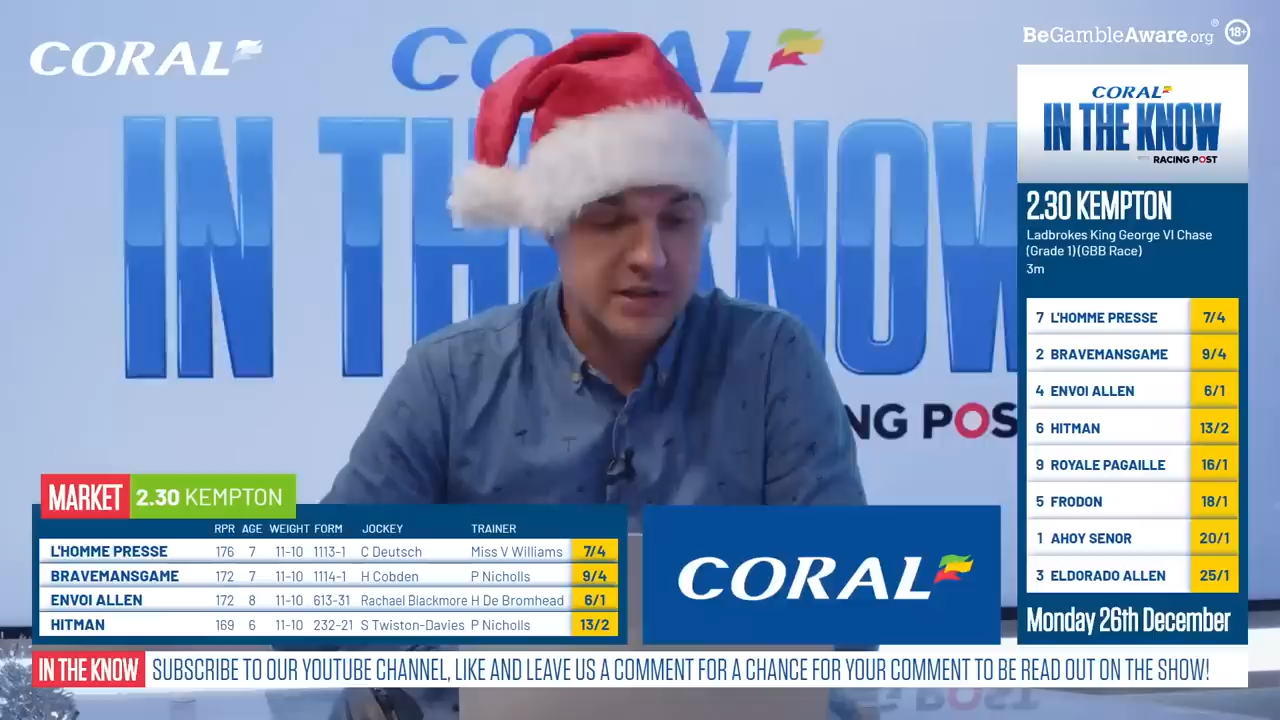 CORAL
CORAL
IN THE KNOW
NG POS
BeGambleAware.org® 18+
CORAL
IN THE KNOW
RACING POST
2.30 KEMPTON
Ladbrokes King George VI Chase
(Grade 1)(GBB Race)
3m
7 L'HOMME PRESSE 7/4
2 BRAVEMANSGAME 9/4
4 ENVOI ALLEN 6/1
6 HITMAN 13/2
9 ROYALE PAGAILLE 16/1
5 FRODON 18/1
1 AHOY SENOR 20/1
3 ELDORADO ALLEN 25/1
Monday 26th December
MARKET 2.30 KEMPTON
RPR AGE WEIGHT FORM JOCKEY TRAINER
L'HOMME PRESSE 176 7 11-10 1113-1 C Deutsch Miss V Williams 7/4
BRAVEMANSGAME 172 7 11-10 1114-1 H Cobden P Nicholls 9/4
ENVOI ALLEN 172 8 11-10 613-31 Rachael Blackmore H De Bromhead 6/1
HITMAN 169 6 11-10 232-21 S Twiston-Davies P Nicholls 13/2
CORAL
IN THE KNOW SUBSCRIBE TO OUR YOUTUBE CHANNEL, LIKE AND LEAVE US A COMMENT FOR A CHANCE FOR YOUR COMMENT TO BE READ OUT ON THE SHOW!